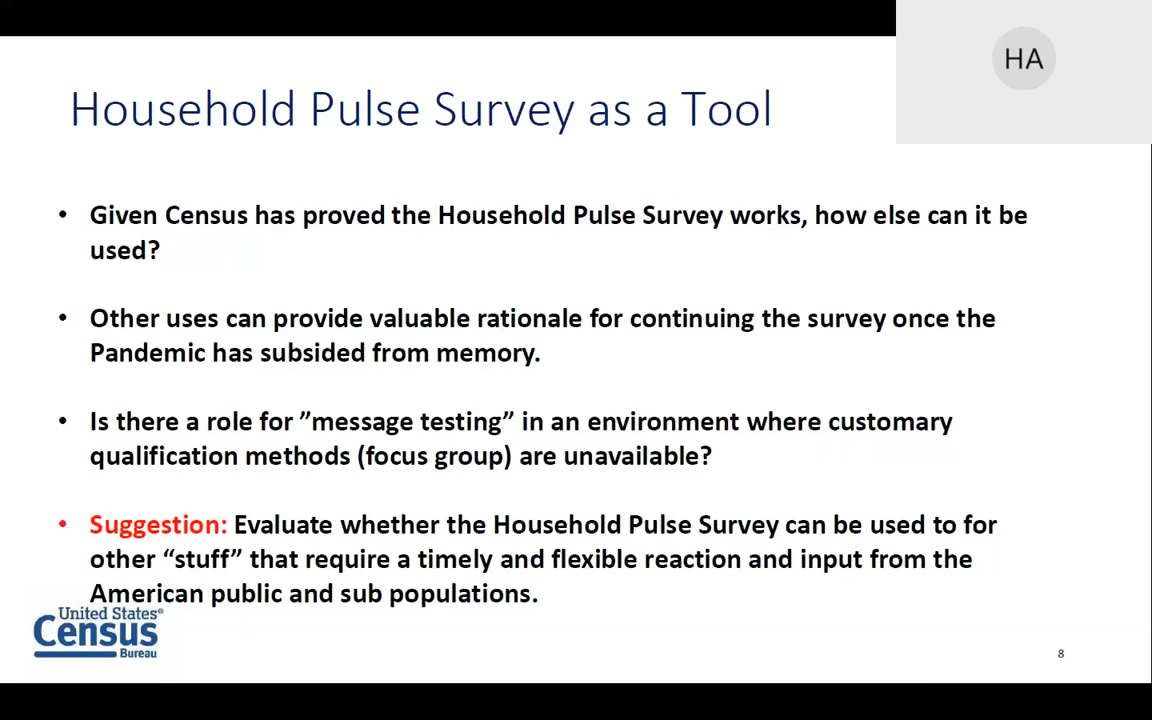 HA
Household Pulse Survey as a Tool
• Given Census has proved the Household Pulse Survey works, how else can it be
used?
• Other uses can provide valuable rationale for continuing the survey once the
Pandemic has subsided from memory.
• Is there a role for ”message testing” in an environment where customary
qualification methods (focus group) are unavailable?
• Suggestion: Evaluate whether the Household Pulse Survey can be used to for
other “stuff” that require a timely and flexible reaction and input from the
American public and sub populations.
United States®
Census
Bureau
8